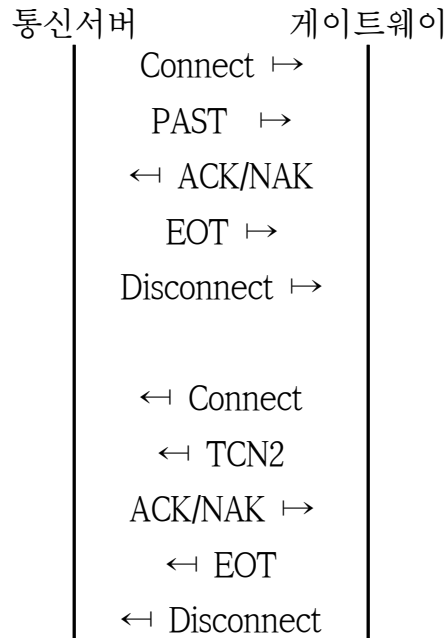 통신서버 게이트웨이
Connect ↦
PAST ↦
↤ ACK/NAK
EOT ↦
Disconnect ↦
↤ Connect
↤ TCN2
ACK/NAK ↦
↤ EOT
↤ Disconnect